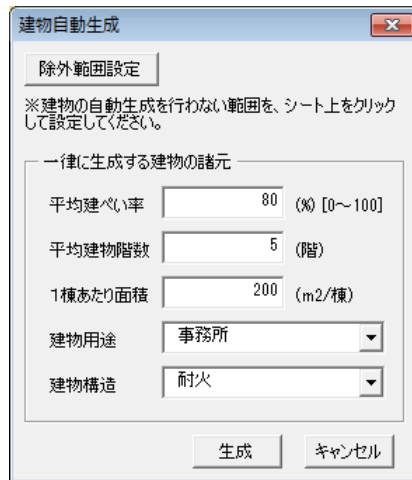 建物自動生成
除外範囲設定
※建物の自動生成を行わない範囲を、シート上をクリック
して設定してください。
一律に生成する建物の諸元
平均建ぺい率 80 (%) [0～100]
平均建物階数 5 (階)
1棟あたり面積 200 (m2/棟)
建物用途 事務所
建物構造 耐火
生成 キャンセル